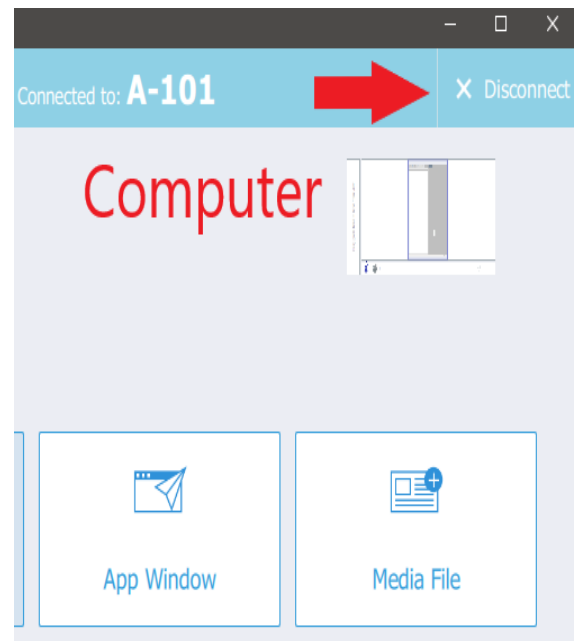 Connected to: A-101
X Disconnect
Computer
App Window
Media File